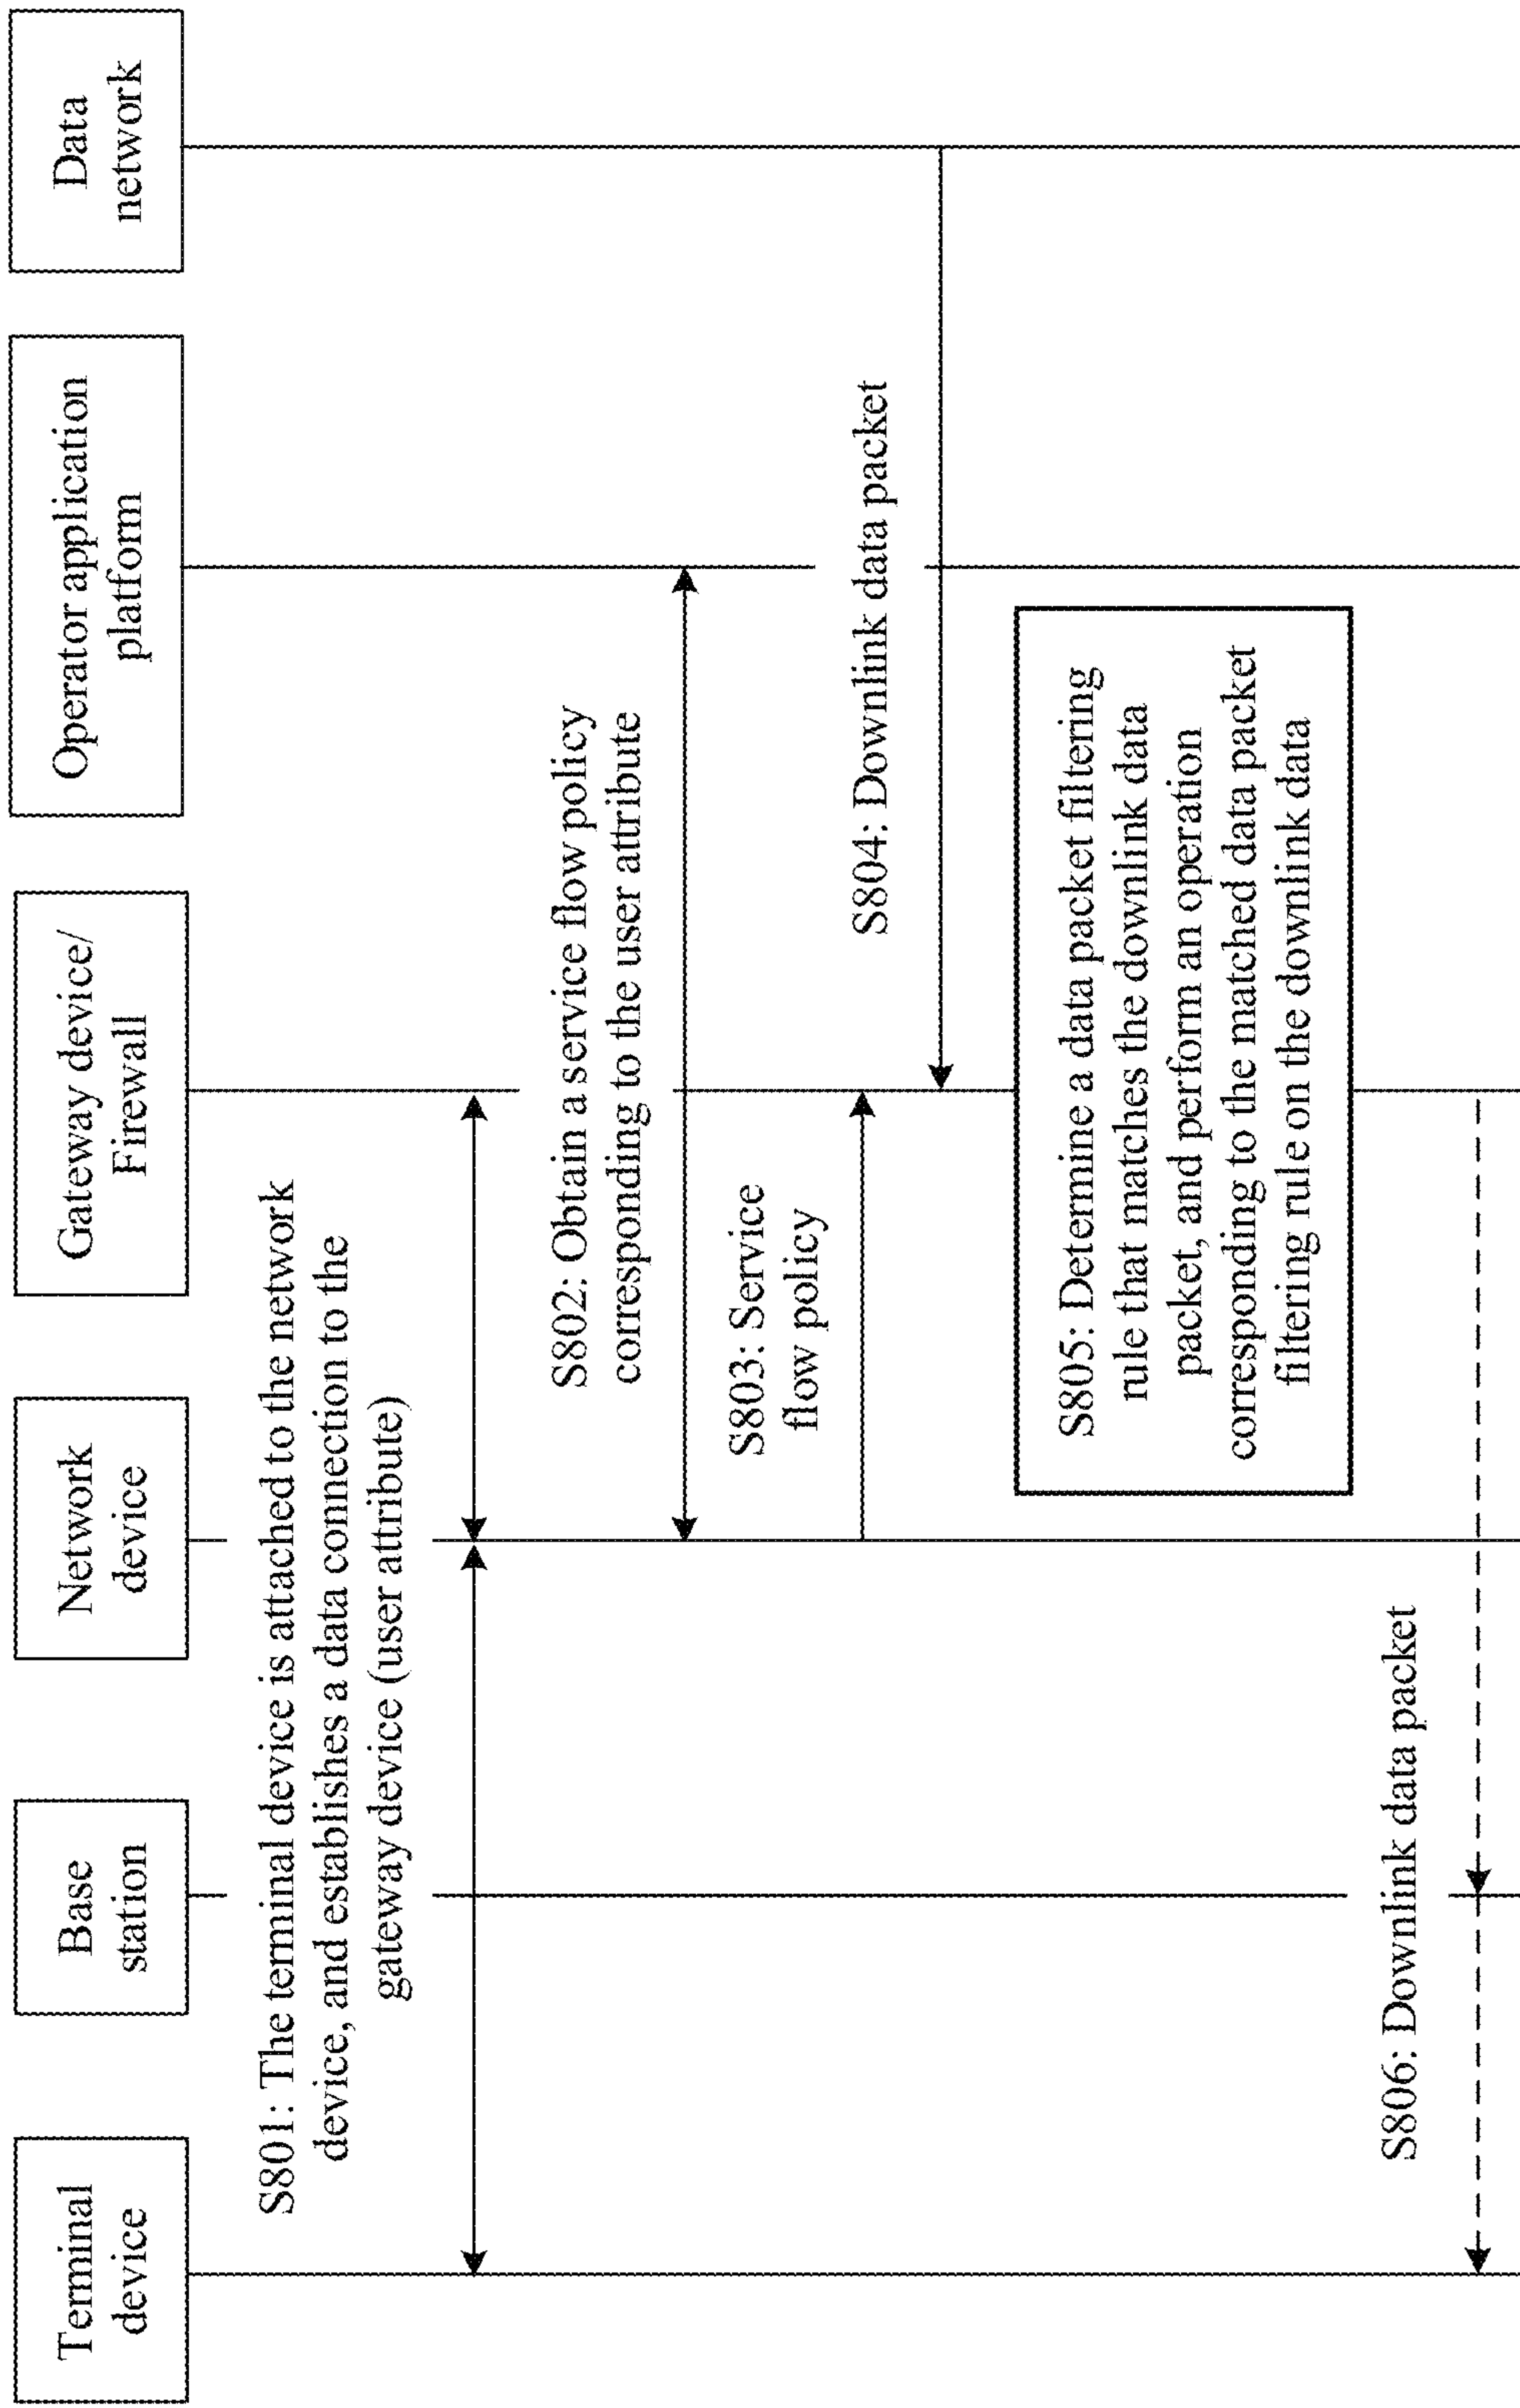 Terminal
device
Base
station
Network
device
Gateway device/
Firewall
Operator application
platform
Data
network
S801: The terminal device is attached to the network
device, and establishes a data connection to the
gateway device (user attribute)
S802: Obtain a service flow policy
corresponding to the user attribute
S803: Service
flow policy
S804: Downlink data packet
S805: Determine a data packet filtering
rule that matches the downlink data
packet, and perform an operation
corresponding to the matched data packet
filtering rule on the downlink data
S806: Downlink data packet